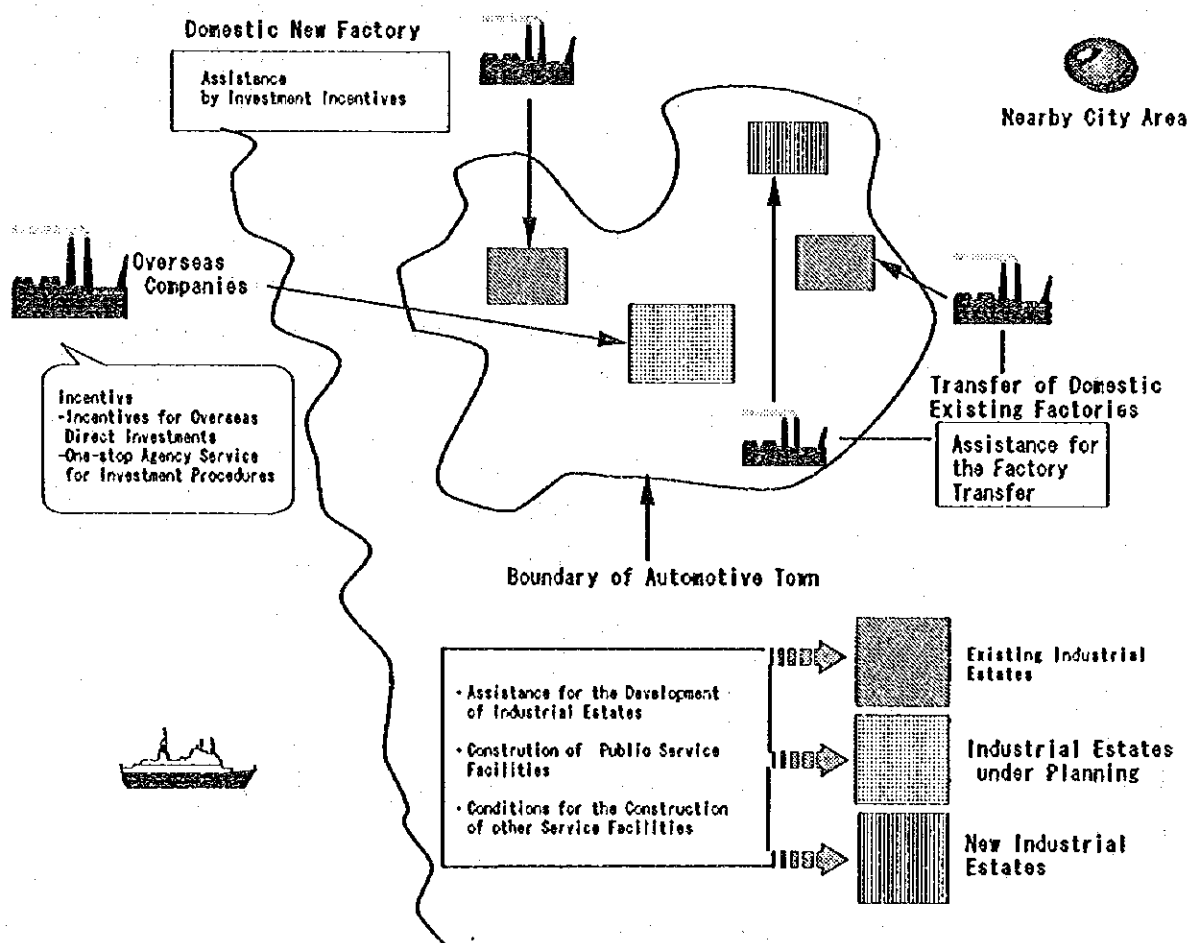 Domestic New Factory
Assistance
by Investment Incentives
Nearby City Area
Overseas
Companies
Incentive
-Incentives for Overseas
Direct Investments
-One-stop Agency Service
for Investment Procedures
Transfer of Domestic
Existing Factories
Assistance for
the Factory
Transfer
Boundary of Automotive Town
・Assistance for the Development
of Industrial Estates
・Constrution of Public Service
Facilities
・Conditions for the Construction
of other Service Facilities
Existing Industrial
Estates
Industrial Estates
under Planning
New Industrial
Estates